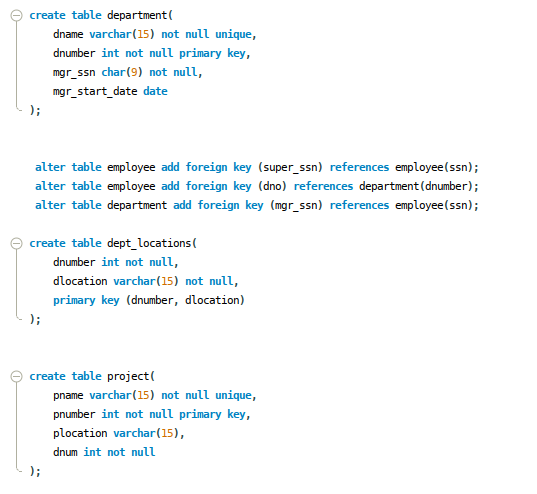 create table department(
    dname varchar(15) not null unique,
    dnumber int not null primary key,
    mgr_ssn char(9) not null,
    mgr_start_date date
);
alter table employee add foreign key (super_ssn) references employee(ssn);
alter table employee add foreign key (dno) references department(dnumber);
alter table department add foreign key (mgr_ssn) references employee(ssn);
create table dept_locations(
    dnumber int not null,
    dlocation varchar(15) not null,
    primary key (dnumber, dlocation)
);
create table project(
    pname varchar(15) not null unique,
    pnumber int not null primary key,
    plocation varchar(15),
    dnum int not null
);